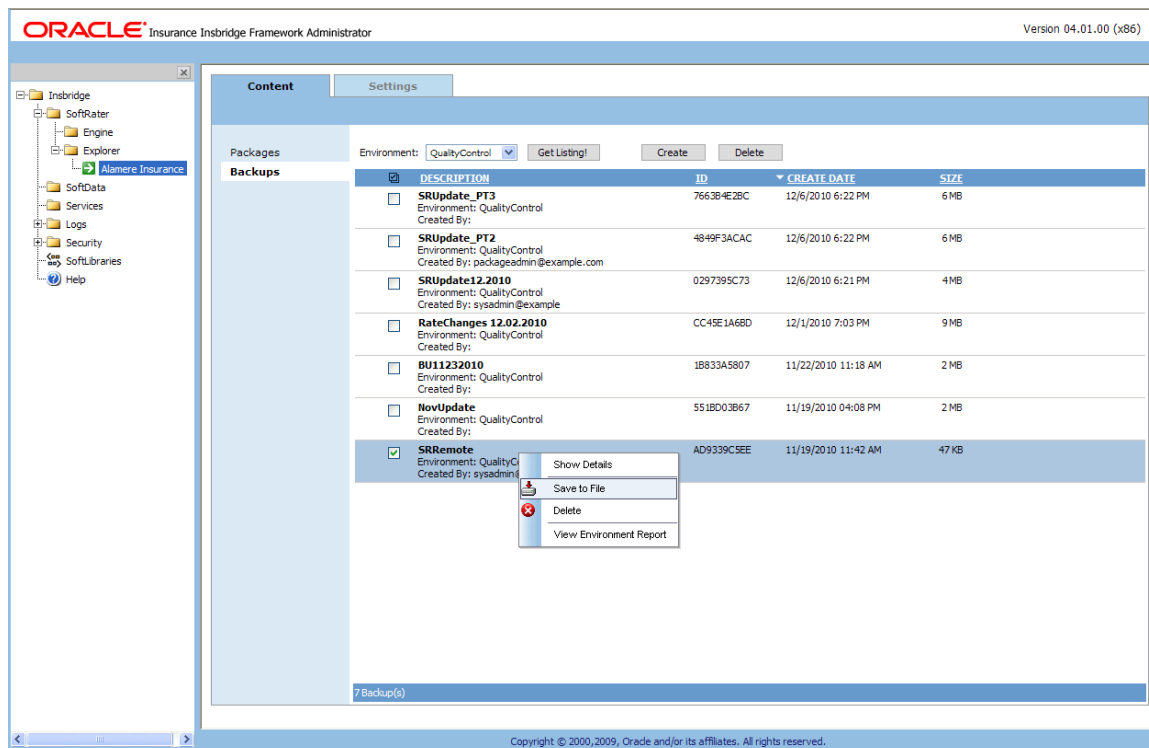 ORACLE Insurance Insbridge Framework Administrator
Version 04.01.00 (x86)
Insbridge
SoftRater
Engine
Explorer
Alamere Insurance
SoftData
Services
Logs
Security
SoftLibraries
Help
Content Settings
Packages
Backups
Environment: QualityControl Get Listing! Create Delete
DESCRIPTION ID CREATE DATE SIZE
SRUpdate_PT3 7663B4E2BC 12/6/2010 6:22 PM 6 MB
Environment: QualityControl
Created By:
SRUpdate_PT2 4849F3ACAC 12/6/2010 6:22 PM 6 MB
Environment: QualityControl
Created By: packageadmin@example.com
SRUpdate12.2010 0297395C73 12/6/2010 6:21 PM 4 MB
Environment: QualityControl
Created By: sysadmin@example
RateChanges 12.02.2010 CC45E1A6BD 12/1/2010 7:03 PM 9 MB
Environment: QualityControl
Created By:
BU11232010 1B833A5807 11/22/2010 11:18 AM 2 MB
Environment: QualityControl
Created By:
NovUpdate 551BD03B67 11/19/2010 04:08 PM 2 MB
Environment: QualityControl
Created By:
SRRemote AD9339C5EE 11/19/2010 11:42 AM 47 KB
Environment: QualityC
Created By: sysadmin@
Show Details
Save to File
Delete
View Environment Report
7 Backup(s)
Copyright © 2000,2009, Oracle and/or its affiliates. All rights reserved.